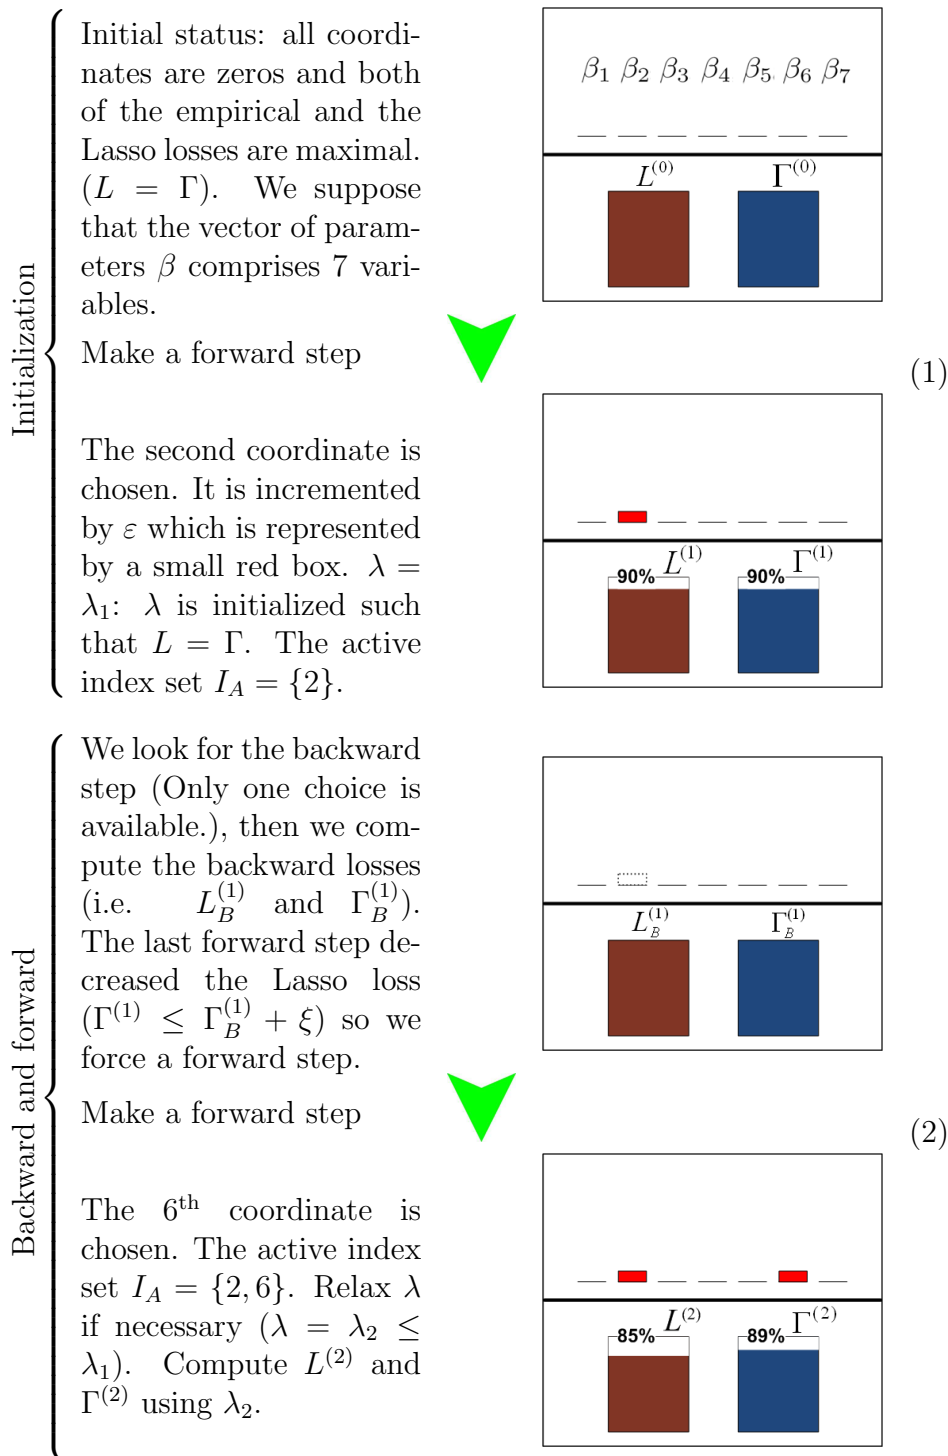 Initialization
Initial status: all coordi-
nates are zeros and both
of the empirical and the
Lasso losses are maximal.
(L = Γ). We suppose
that the vector of param-
eters β comprises 7 vari-
ables.
Make a forward step
The second coordinate is
chosen. It is incremented
by ε which is represented
by a small red box. λ =
λ₁: λ is initialized such
that L = Γ. The active
index set I_A = {2}.
β₁ β₂ β₃ β₄ β₅ β₆ β₇
L⁽⁰⁾ Γ⁽⁰⁾
L⁽¹⁾ Γ⁽¹⁾
90% 90%
(1)
Backward and forward
We look for the backward
step (Only one choice is
available.), then we com-
pute the backward losses
(i.e. L_B^{(1)} and Γ_B^{(1)}).
The last forward step de-
creased the Lasso loss
(Γ^{(1)} ≤ Γ_B^{(1)} + ξ) so we
force a forward step.
Make a forward step
The 6th coordinate is
chosen. The active index
set I_A = {2, 6}. Relax λ
if necessary (λ = λ₂ ≤
λ₁). Compute L⁽²⁾ and
Γ⁽²⁾ using λ₂.
L_B^{(1)} Γ_B^{(1)}
L⁽²⁾ Γ⁽²⁾
85% 89%
(2)